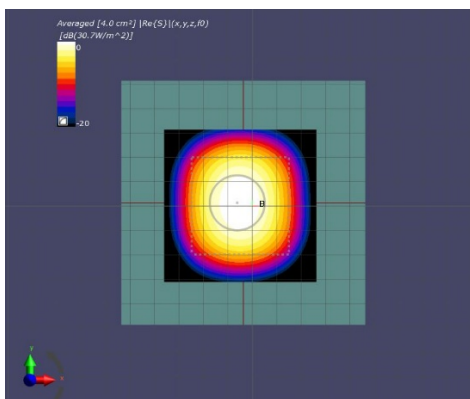 Averaged [4.0 cm²] |Re{S}|(x,y,z,f0)
[dB(30.7W/m^2)]
0
-20
B
y
x